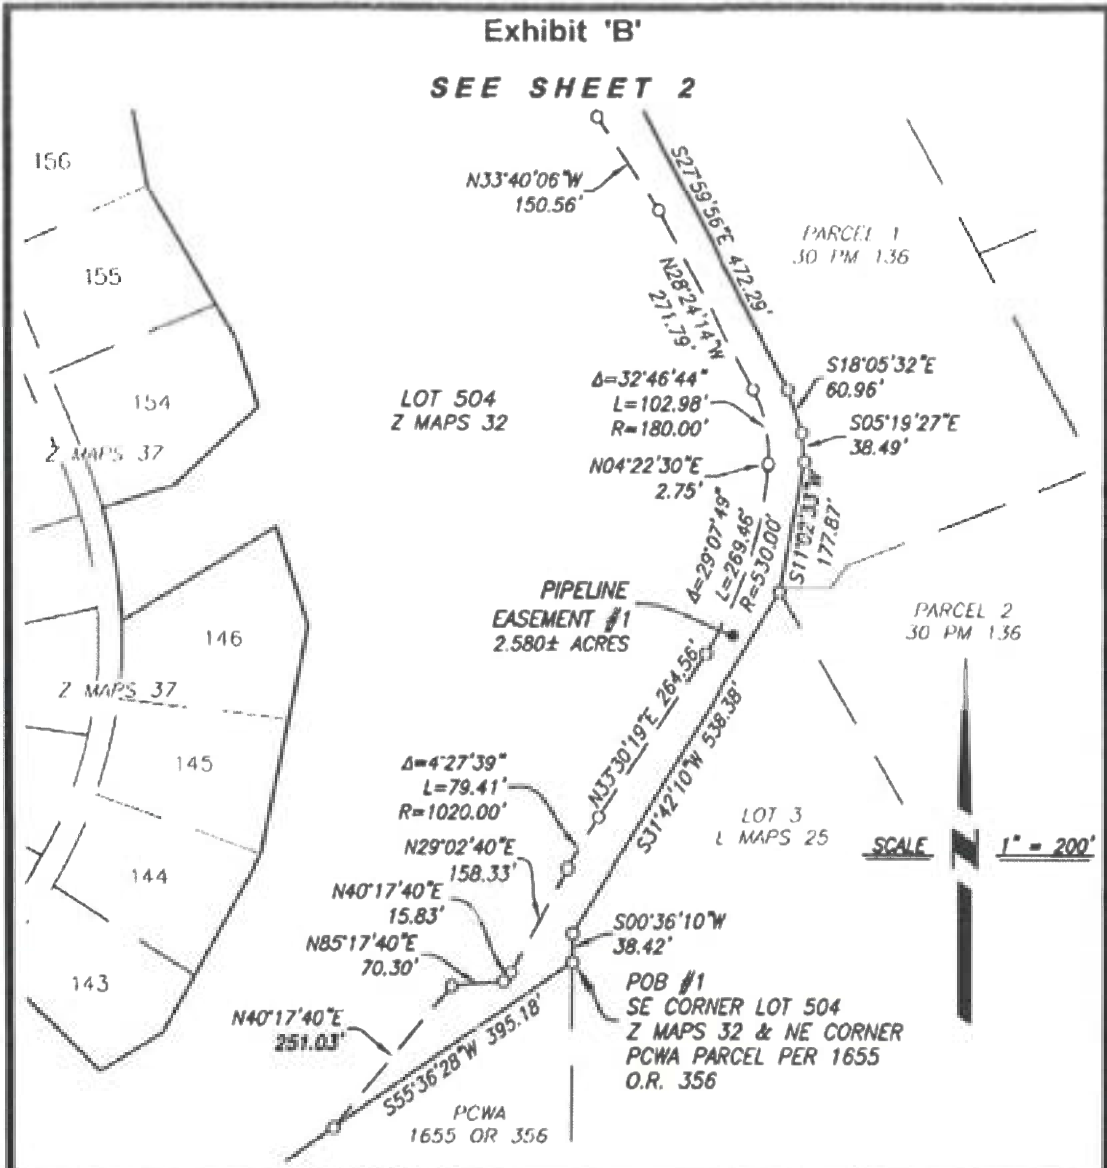 Exhibit 'B'
SEE SHEET 2
156
N33°40'06"W
150.56'
S27°59'56"E 472.29'
PARCEL 1
30 PM 136
155
N28°24'14"W
271.79'
S18°05'32"E
60.96'
Δ=32°46'44"
L=102.98'
R=180.00'
LOT 504
Z MAPS 32
154
Z MAPS 37
S05°19'27"E
38.49'
N04°22'30"E
2.75'
S11°02'33"W
177.87'
Δ=29°07'49"
L=269.46'
R=530.00'
PIPELINE
EASEMENT #1
2.580± ACRES
PARCEL 2
30 PM 136
146
Z MAPS 37
N33°30'19"E 264.56'
S31°42'10"W 538.38'
145
Δ=4°27'39"
L=79.41'
R=1020.00'
LOT 3
L MAPS 25
SCALE 1" = 200'
N29°02'40"E
158.33'
144
N40°17'40"E
15.83'
N85°17'40"E
70.30'
S00°36'10"W
38.42'
143
POB #1
SE CORNER LOT 504
Z MAPS 32 & NE CORNER
PCWA PARCEL PER 1655
O.R. 356
N40°17'40"E
251.03'
S55°36'28"W 395.18'
PCWA
1655 OR 356